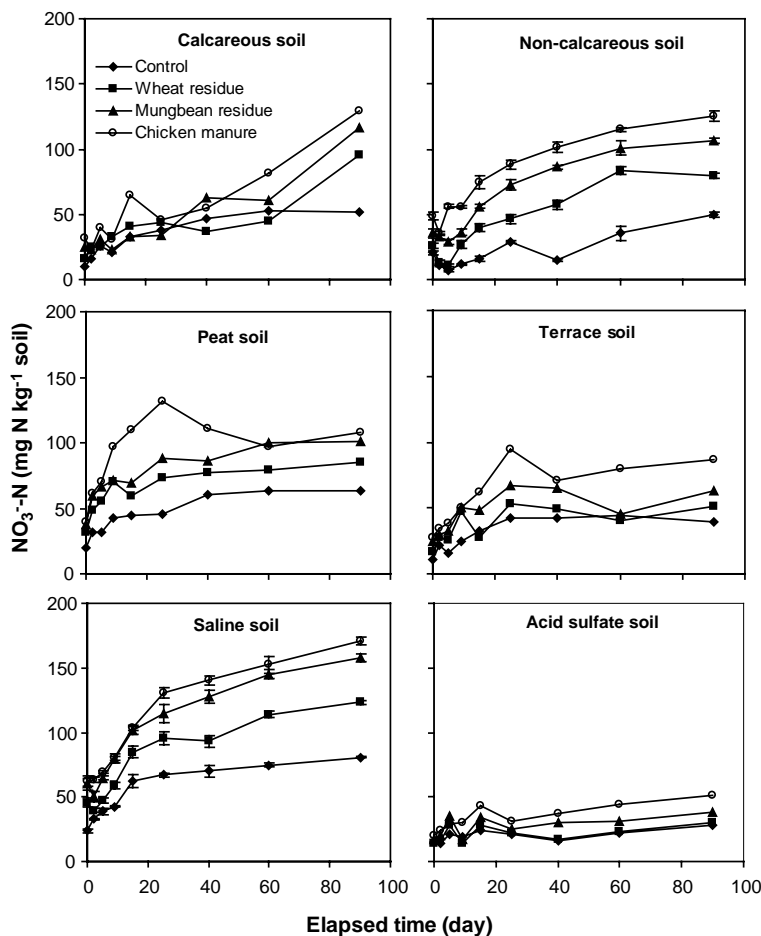 200
150
100
50
0
Calcareous soil
Control
Wheat residue
Mungbean residue
Chicken manure
Non-calcareous soil
NO₃⁻-N (mg N kg⁻¹ soil)
200
150
100
50
0
Peat soil
Terrace soil
200
150
100
50
0
Saline soil
Acid sulfate soil
0 20 40 60 80 100
0 20 40 60 80 100
Elapsed time (day)